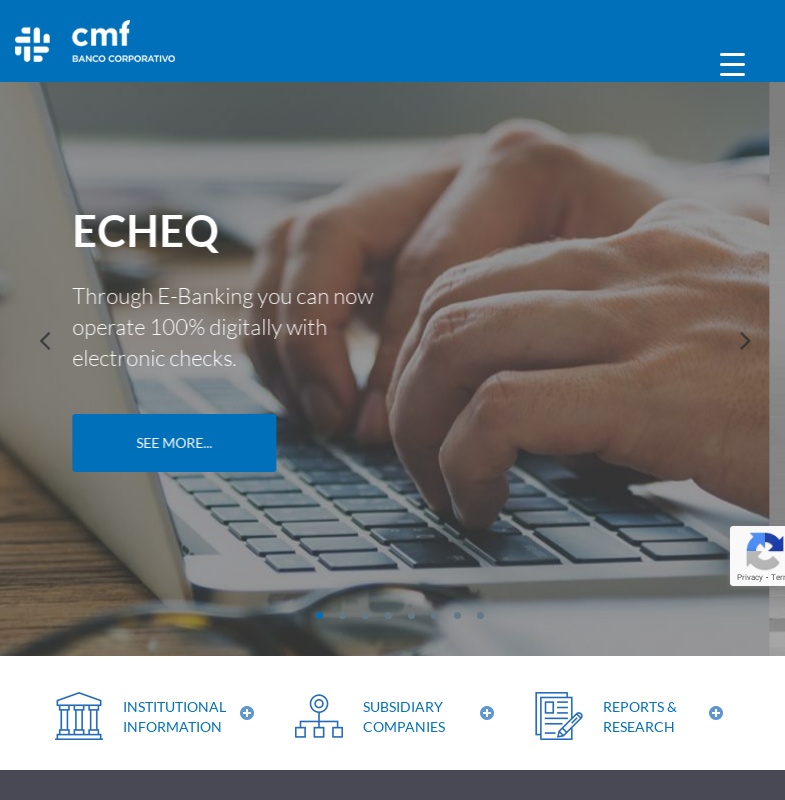 cmf
BANCO CORPORATIVO
ECHEQ
Through E-Banking you can now
operate 100% digitally with
electronic checks.
SEE MORE...
Privacy - Ter
INSTITUTIONAL
INFORMATION
SUBSIDIARY
COMPANIES
REPORTS &
RESEARCH